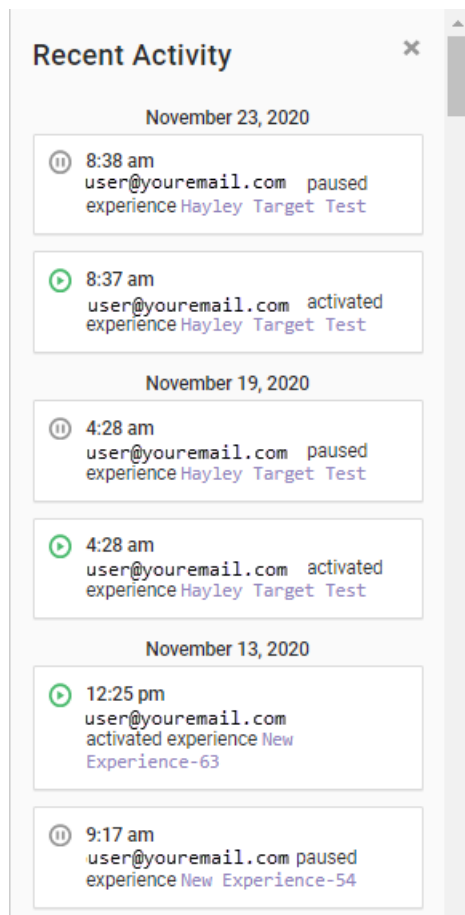 Recent Activity
November 23, 2020
8:38 am
user@youremail.com paused
experience Hayley Target Test
8:37 am
user@youremail.com activated
experience Hayley Target Test
November 19, 2020
4:28 am
user@youremail.com paused
experience Hayley Target Test
4:28 am
user@youremail.com activated
experience Hayley Target Test
November 13, 2020
12:25 pm
user@youremail.com
activated experience New
Experience-63
9:17 am
user@youremail.com paused
experience New Experience-54